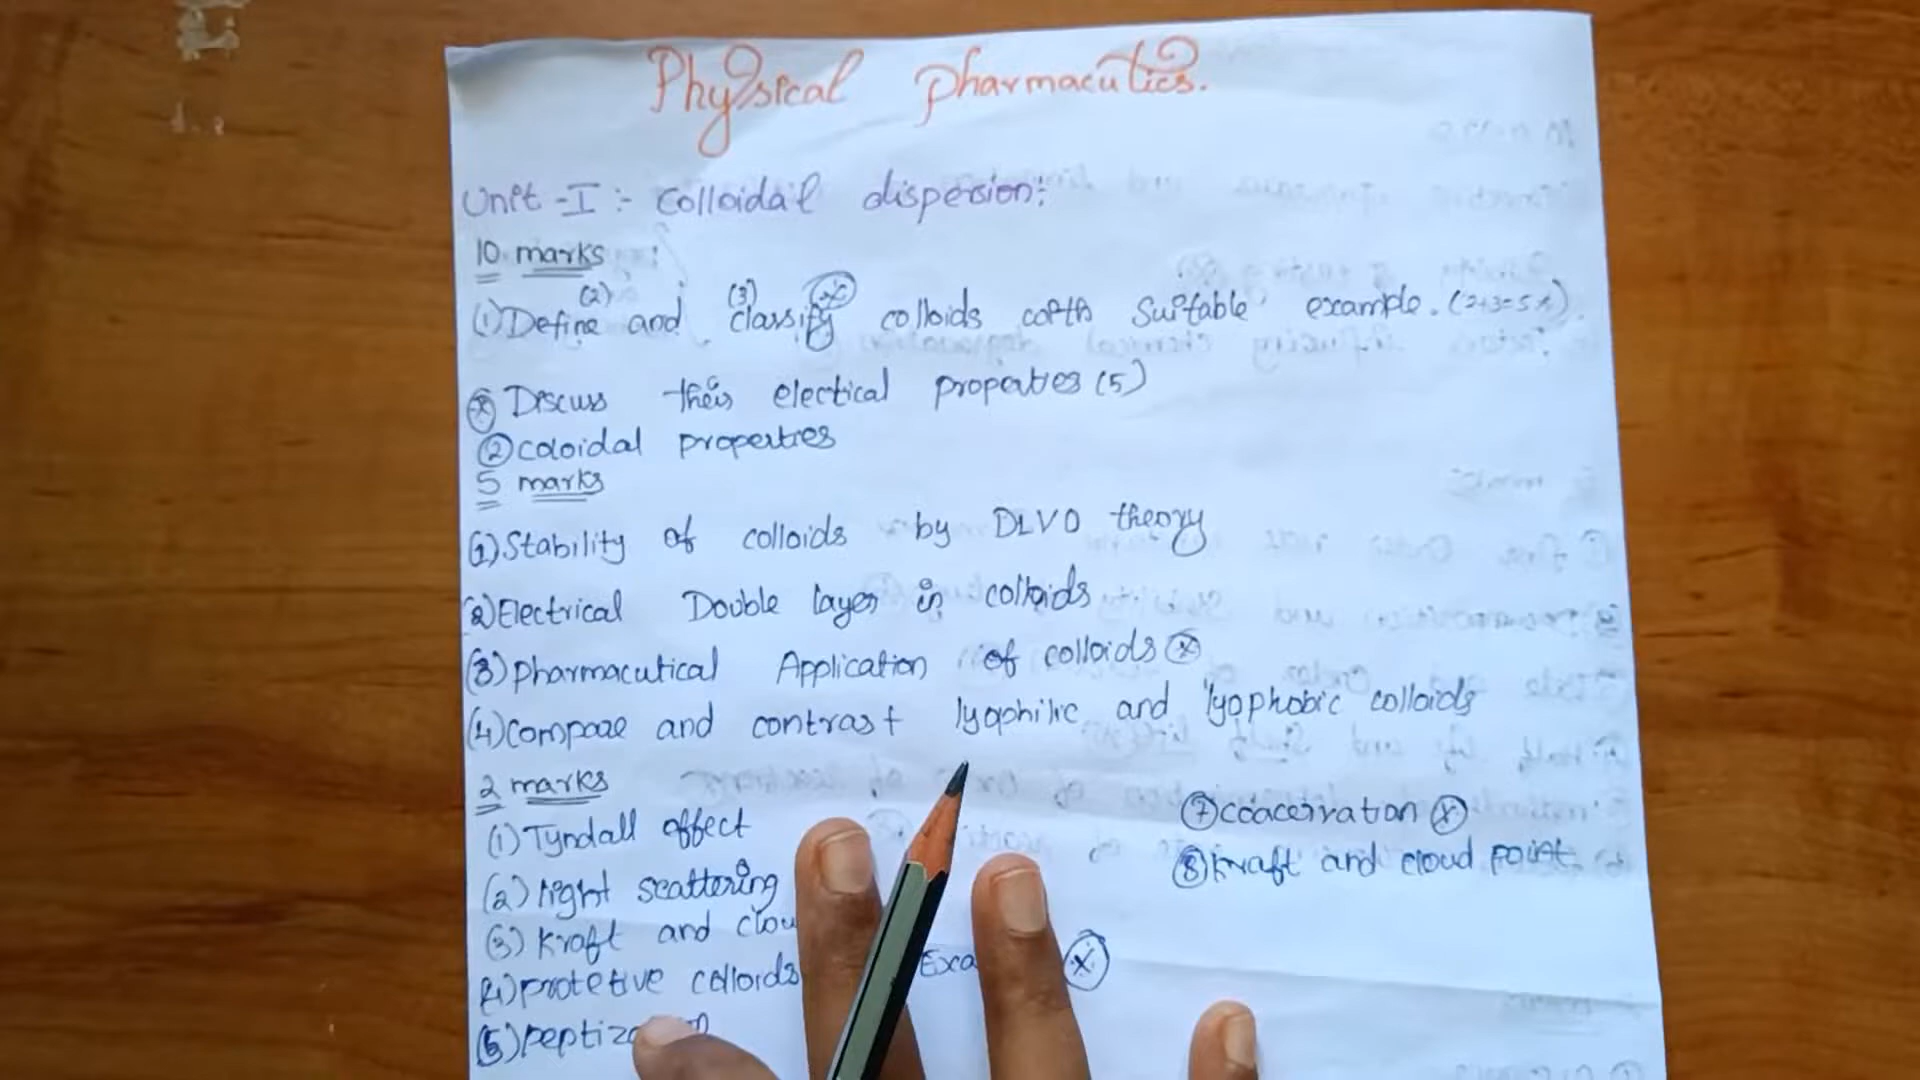 Physical pharmacutics.
Unit -I :- Colloidal dispersion:
10 marks :
(2) (3)
(1) Define and classify colloids with suitable example. (2+3=5 x)
Discuss their electical properties (5)
② coloidal properties
5 marks
(1) Stability of colloids by DLVO theory
(2) Electrical Double layer in colloids
(3) pharmacutical Application of colloids
(4) compare and contrast lyophilic and lyophobic colloids
2 marks
(1) Tyndall effect
(2) light scattering
(3) kraft and
(4) protetive colloids
(5)
⑦ coacervation
⑧ kraft and cloud point